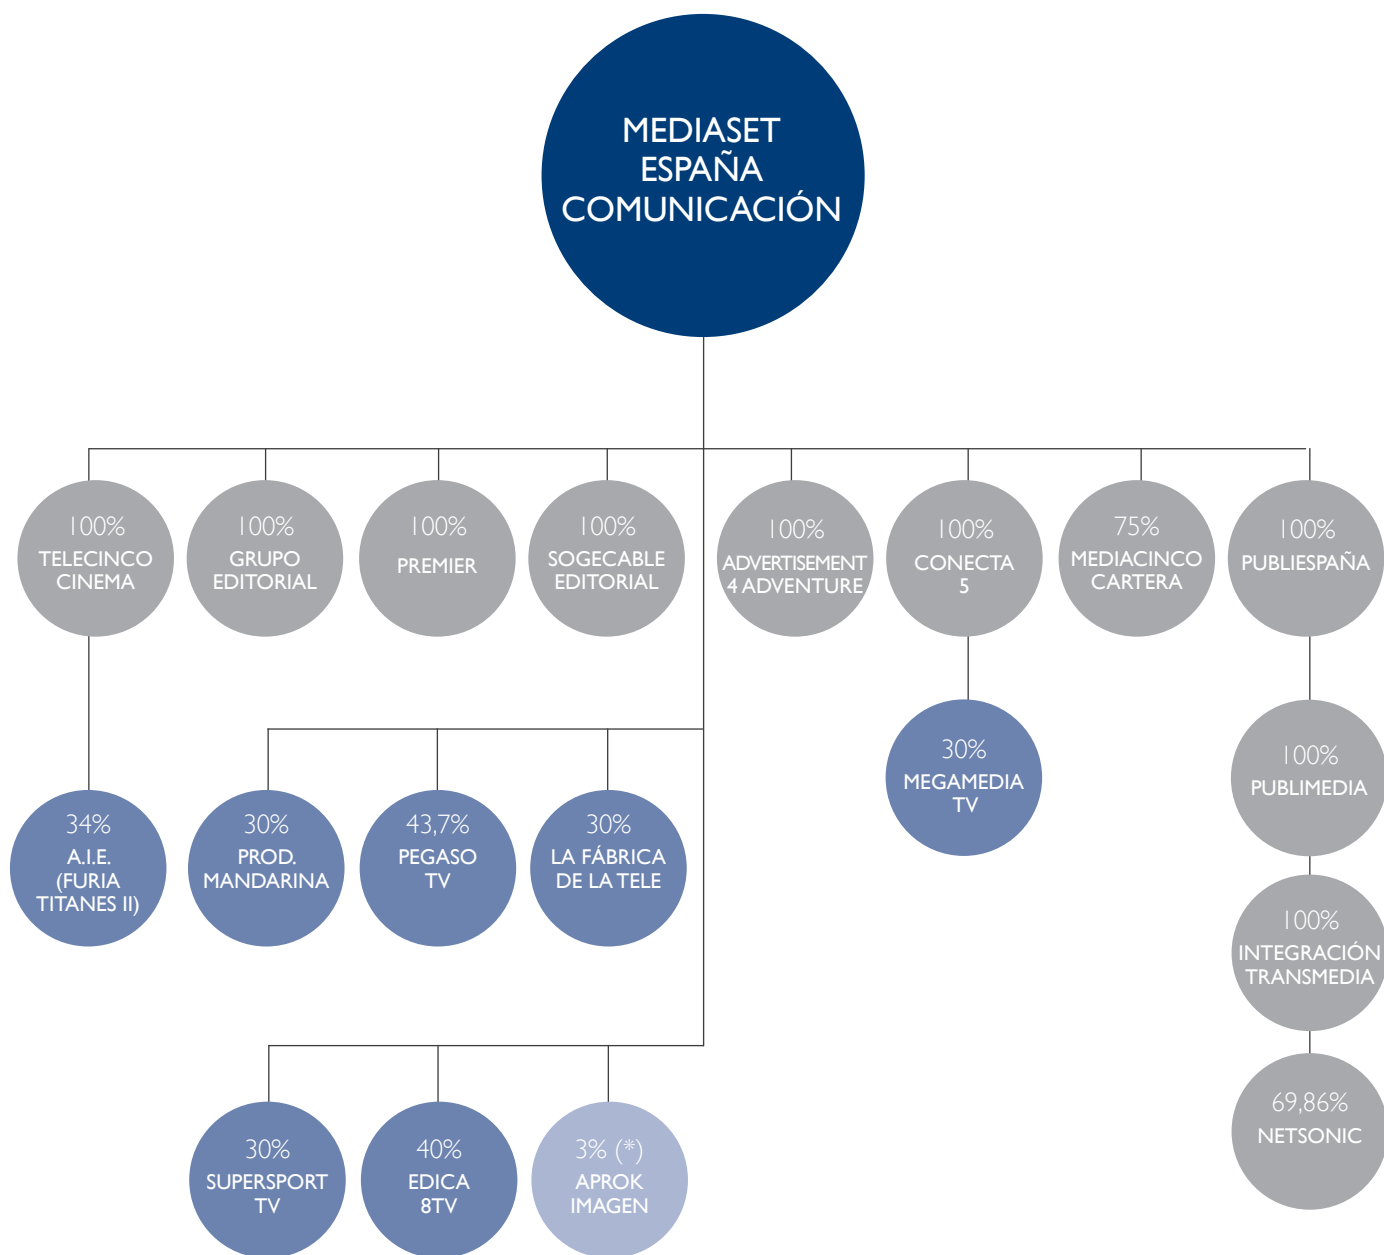 MEDIASET
ESPAÑA
COMUNICACIÓN
100%
TELECINCO
CINEMA
100%
GRUPO
EDITORIAL
100%
PREMIER
100%
SOGECABLE
EDITORIAL
100%
ADVERTISEMENT
4 ADVENTURE
100%
CONECTA
5
75%
MEDIACINCO
CARTERA
100%
PUBLIESPAÑA
34%
A.I.E.
(FURIA
TITANES II)
30%
PROD.
MANDARINA
43,7%
PEGASO
TV
30%
LA FÁBRICA
DE LA TELE
30%
MEGAMEDIA
TV
100%
PUBLIMEDIA
100%
INTEGRACIÓN
TRANSMEDIA
69,86%
NETSONIC
30%
SUPERSPORT
TV
40%
EDICA
8TV
3% (*)
APROK
IMAGEN